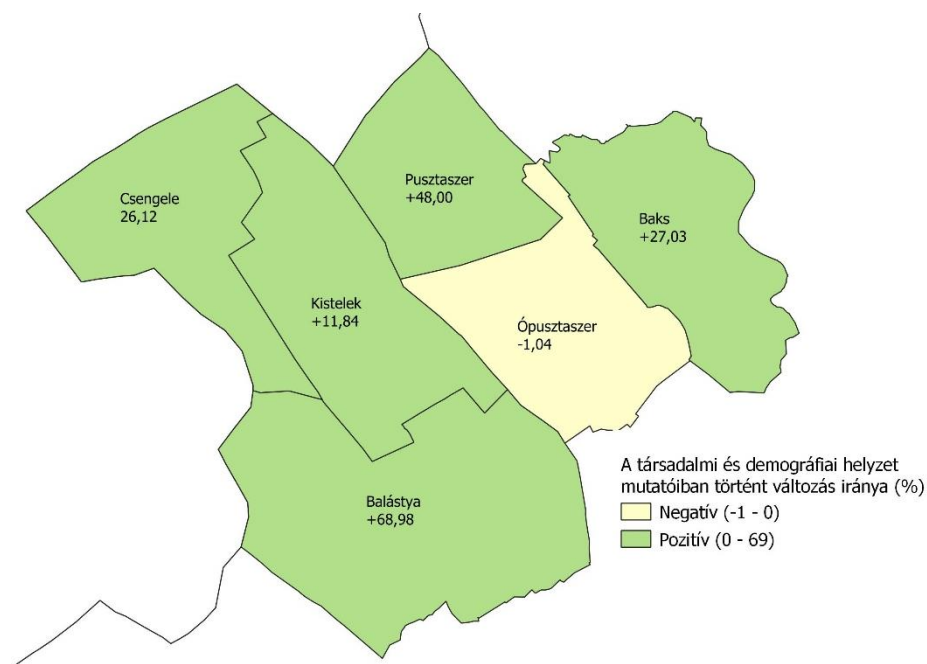 Pusztaszer
+48,00
Csengele
26,12
Baks
+27,03
Kistelek
+11,84
Ópusztaszer
-1,04
Balástya
+68,98
A társadalmi és demográfiai helyzet
mutatóiban történt változás iránya (%)
Negatív (-1 - 0)
Pozitív (0 - 69)